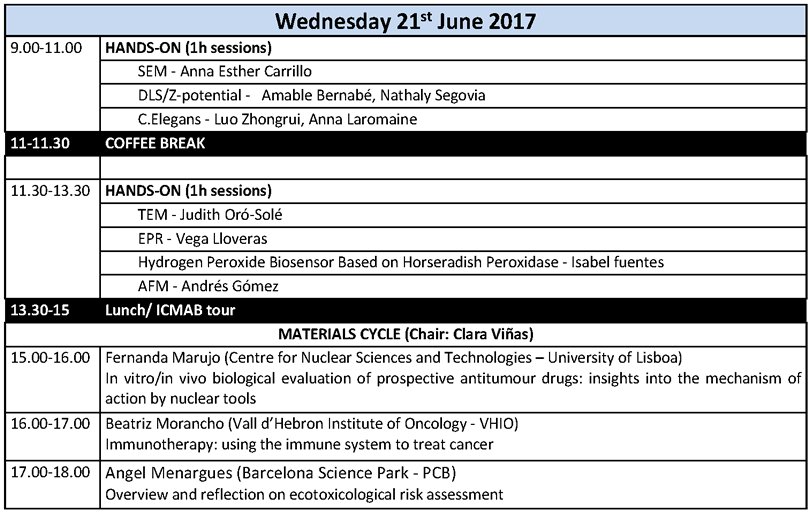 Wednesday 21st June 2017
9.00-11.00 HANDS-ON (1h sessions)
SEM - Anna Esther Carrillo
DLS/Z-potential - Amable Bernabé, Nathaly Segovia
C.Elegans - Luo Zhongrui, Anna Laromaine
11-11.30 COFFEE BREAK
11.30-13.30 HANDS-ON (1h sessions)
TEM - Judith Oró-Solé
EPR - Vega Lloveras
Hydrogen Peroxide Biosensor Based on Horseradish Peroxidase - Isabel fuentes
AFM - Andrés Gómez
13.30-15 Lunch/ ICMAB tour
MATERIALS CYCLE (Chair: Clara Viñas)
15.00-16.00 Fernanda Marujo (Centre for Nuclear Sciences and Technologies – University of Lisboa)
In vitro/in vivo biological evaluation of prospective antitumour drugs: insights into the mechanism of
action by nuclear tools
16.00-17.00 Beatriz Morancho (Vall d’Hebron Institute of Oncology - VHIO)
Immunotherapy: using the immune system to treat cancer
17.00-18.00 Angel Menargues (Barcelona Science Park - PCB)
Overview and reflection on ecotoxicological risk assessment